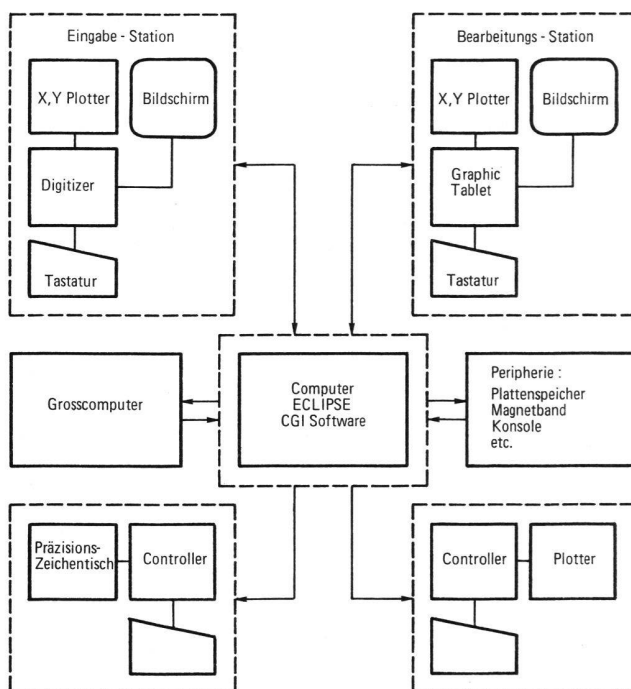 Eingabe - Station
X,Y Plotter
Bildschirm
Digitizer
Tastatur
Bearbeitungs - Station
X,Y Plotter
Bildschirm
Graphic
Tablet
Tastatur
Grosscomputer
Computer
ECLIPSE
CGI Software
Peripherie :
Plattenspeicher
Magnetband
Konsole
etc.
Präzisions-
Zeichentisch
Controller
Controller
Plotter